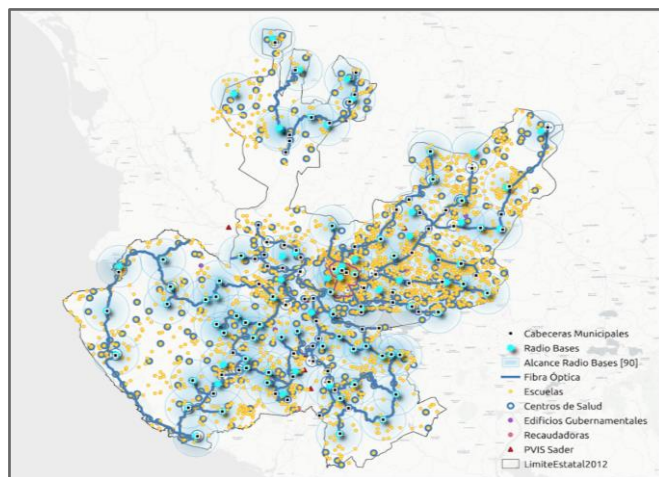 Cabeceras Municipales
Radio Bases
Alcance Radio Bases [90]
Fibra Óptica
Escuelas
Centros de Salud
Edificios Gubernamentales
Recaudadoras
PVIS Sader
LimiteEstatal2012